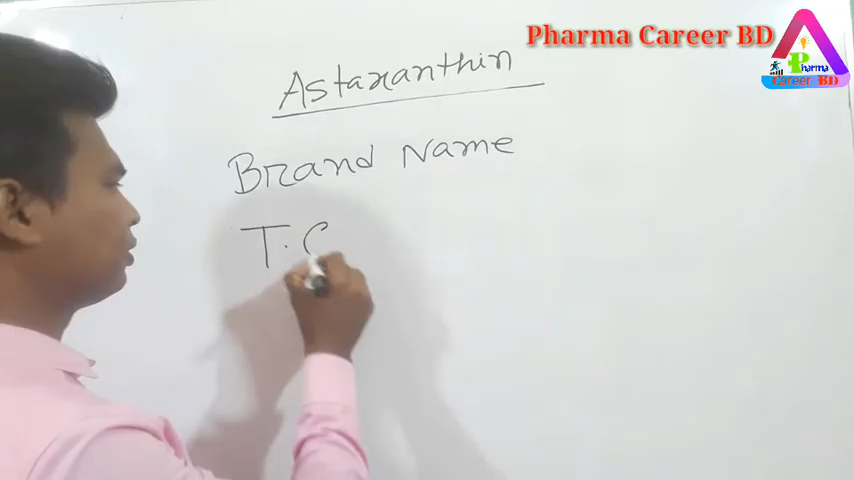 Pharma Career BD
Pharma
Career BD
Astaxanthin
Brand Name
T. C